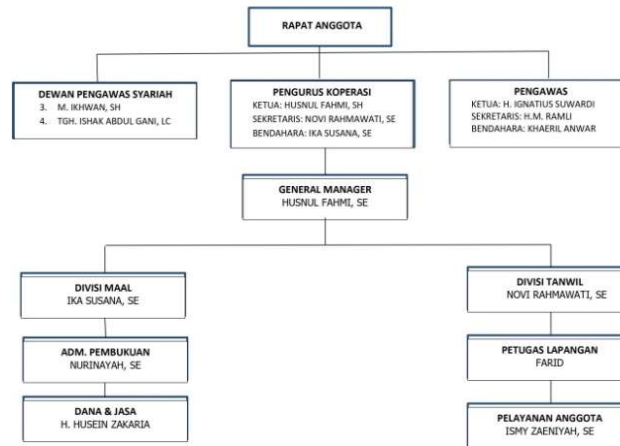 RAPAT ANGGOTA
DEWAN PENGAWAS SYARIAH
3. M. IKHWAN, SH
4. TGH. ISHAK ABDUL GANI, LC
PENGURUS KOPERASI
KETUA: HUSNUL FAHMI, SH
SEKRETARIS: NOVI RAHMAWATI, SE
BENDAHARA: IKA SUSANA, SE
PENGAWAS
KETUA: H. IGNATIUS SUWARDI
SEKRETARIS: H.M. RAMLI
BENDAHARA: KHAERIL ANWAR
GENERAL MANAGER
HUSNUL FAHMI, SE
DIVISI MAAL
IKA SUSANA, SE
DIVISI TANWIL
NOVI RAHMAWATI, SE
ADM. PEMBUKUAN
NURINAYAH, SE
PETUGAS LAPANGAN
FARID
DANA & JASA
H. HUSEIN ZAKARIA
PELAYANAN ANGGOTA
ISMY ZAENIYAH, SE